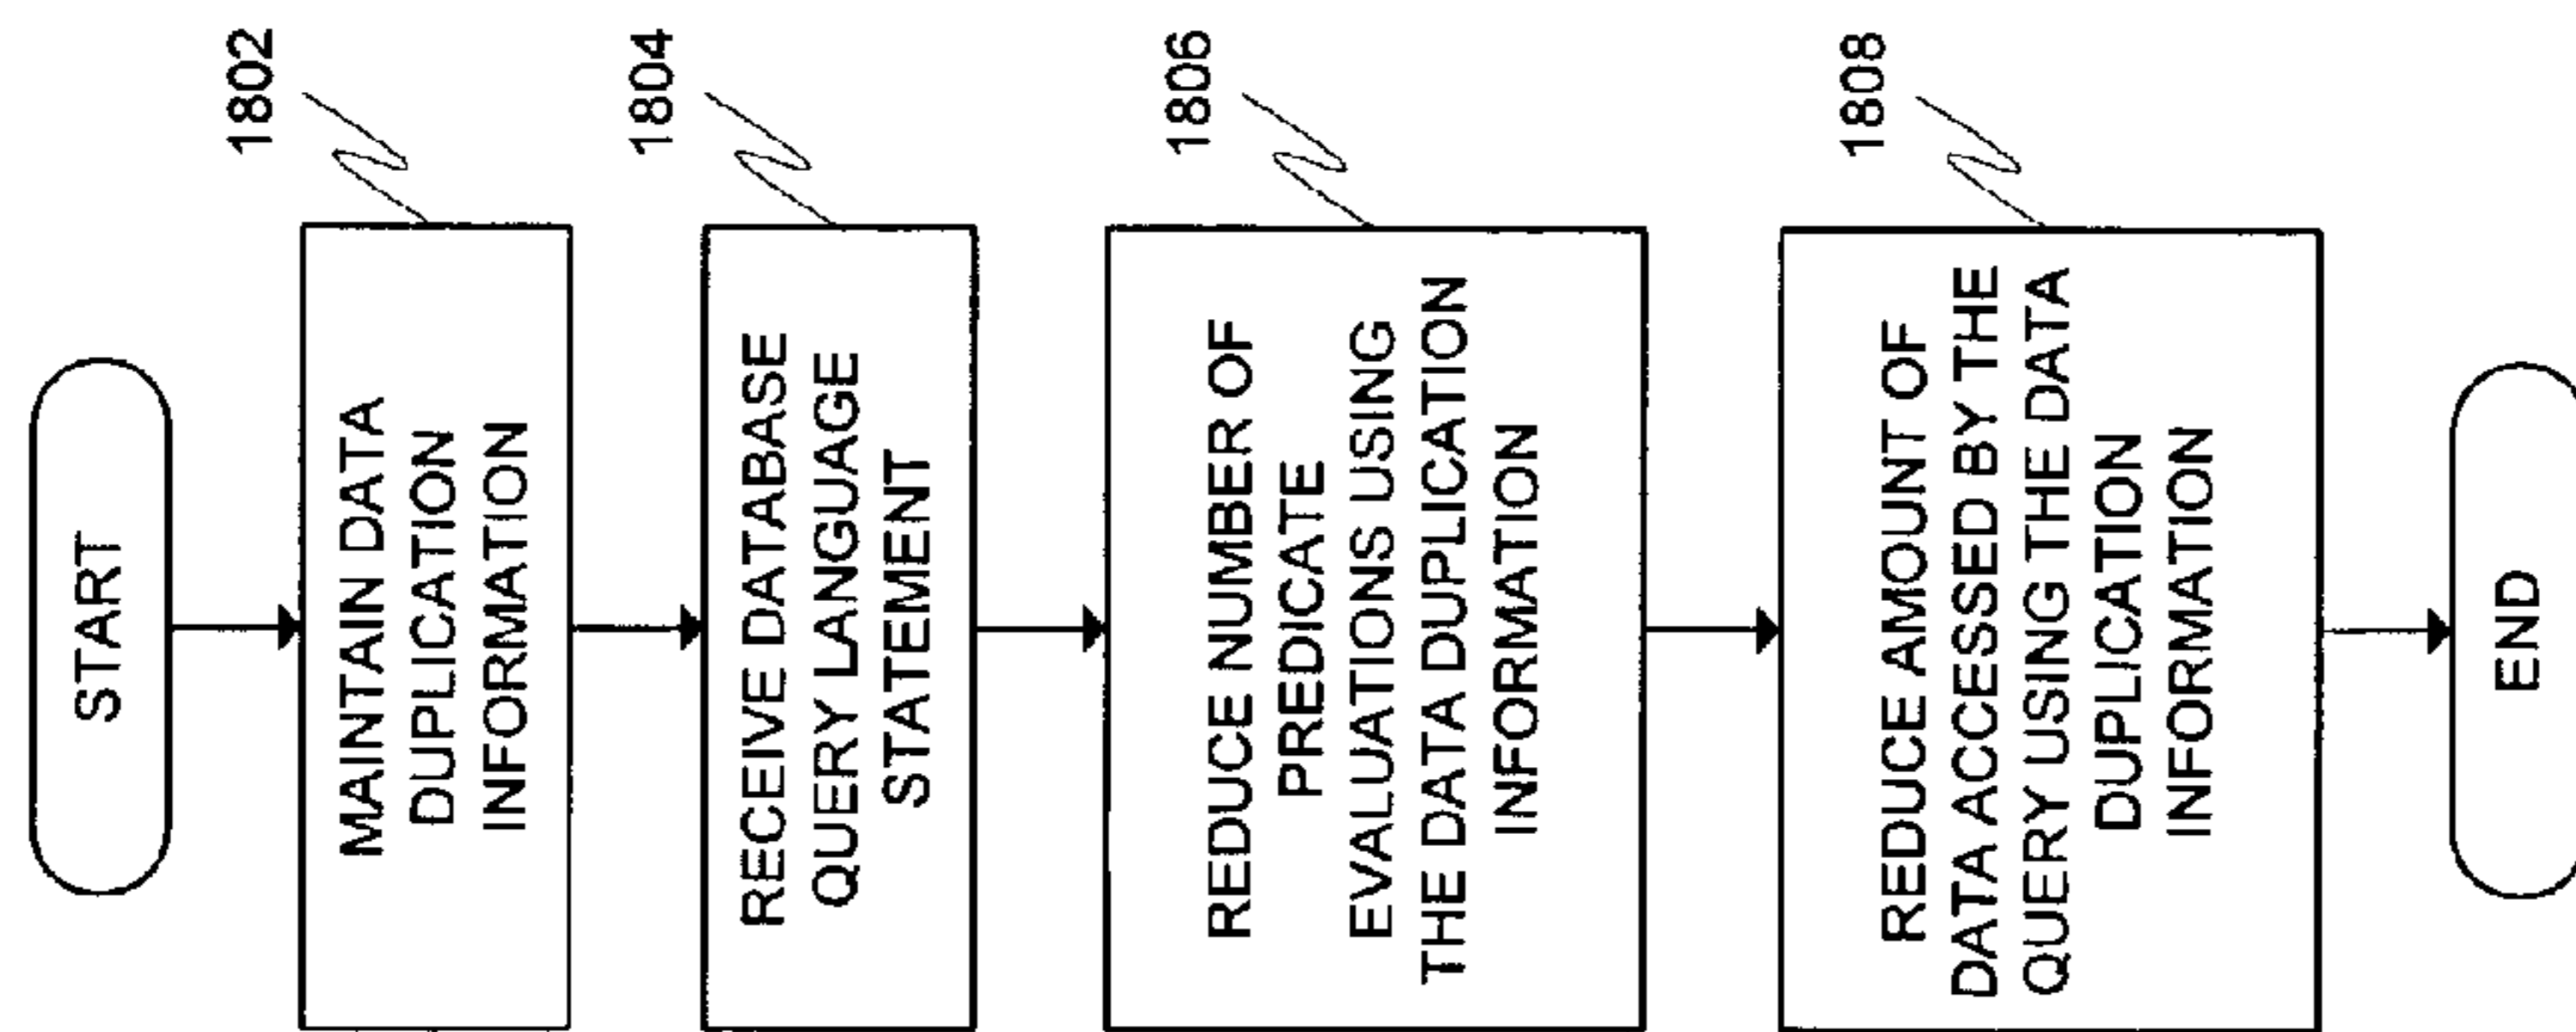 START
1802
MAINTAIN DATA
DUPLICATION
INFORMATION
1804
RECEIVE DATABASE
QUERY LANGUAGE
STATEMENT
1806
REDUCE NUMBER OF
PREDICATE
EVALUATIONS USING
THE DATA DUPLICATION
INFORMATION
1808
REDUCE AMOUNT OF
DATA ACCESSED BY THE
QUERY USING THE DATA
DUPLICATION
INFORMATION
END